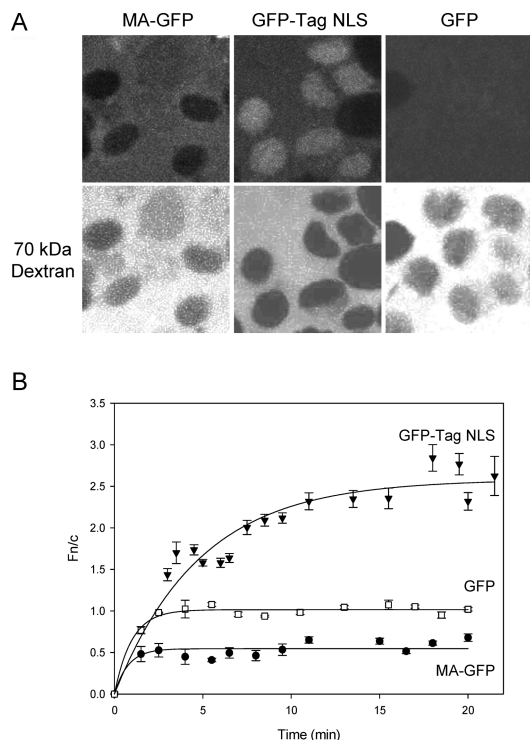 A
MA-GFP
GFP-Tag NLS
GFP
70 kDa
Dextran
B
3.5
3.0
2.5
2.0
1.5
1.0
0.5
0.0
Fn/c
GFP-Tag NLS
GFP
MA-GFP
0
5
10
15
20
Time (min)